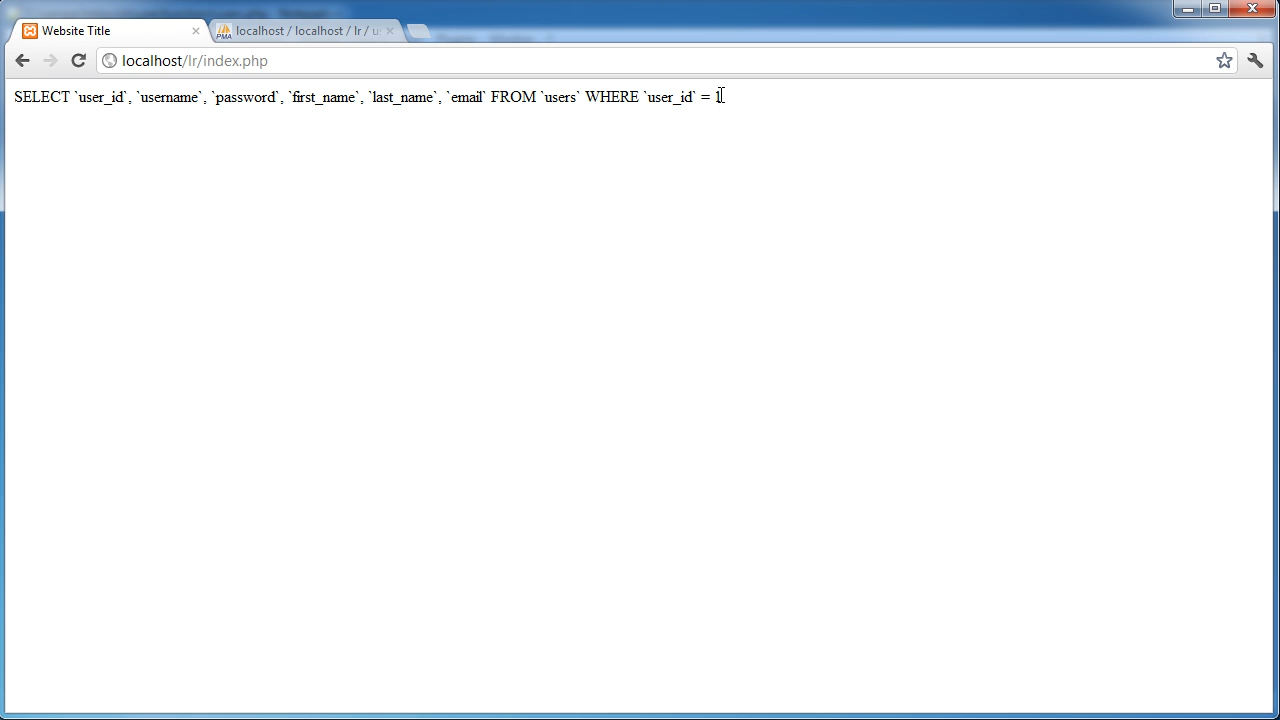 Website Title
localhost / localhost / lr / u
PMA
localhost/lr/index.php
SELECT `user_id`, `username`, `password`, `first_name`, `last_name`, `email` FROM `users` WHERE `user_id` = 1